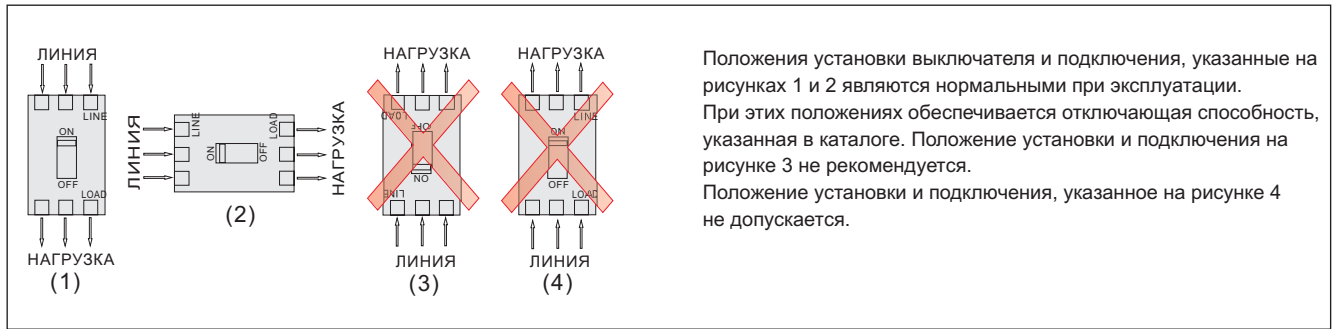 ЛИНИЯ
LINE
ON
OFF
LOAD
НАГРУЗКА
(1)
ЛИНИЯ
LINE
ON
OFF
LOAD
НАГРУЗКА
(2)
НАГРУЗКА
LOAD
OFF
ON
LINE
ЛИНИЯ
(3)
НАГРУЗКА
LINE
ON
OFF
LOAD
ЛИНИЯ
(4)
Положения установки выключателя и подключения, указанные на
рисунках 1 и 2 являются нормальными при эксплуатации.
При этих положениях обеспечивается отключающая способность,
указанная в каталоге. Положение установки и подключения на
рисунке 3 не рекомендуется.
Положение установки и подключения, указанное на рисунке 4
не допускается.